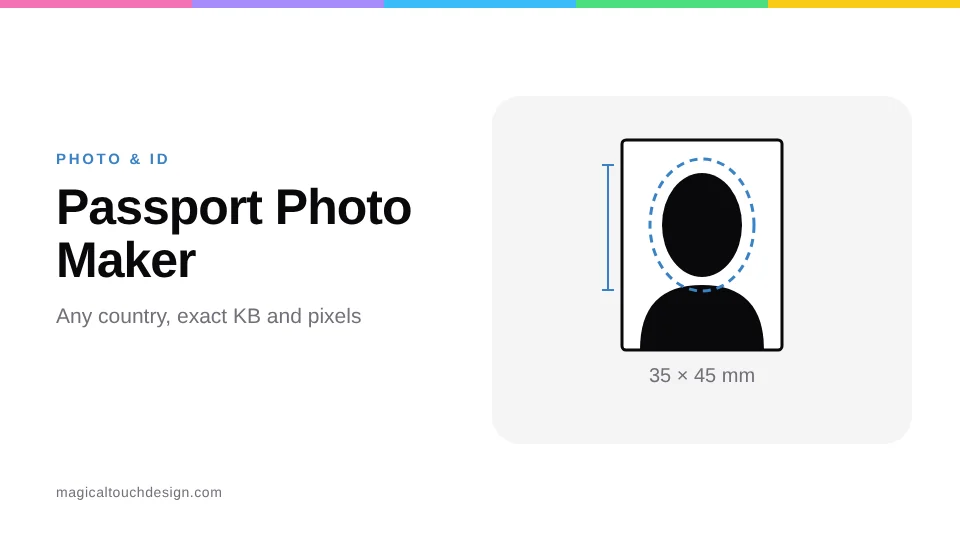 PHOTO & ID
Passport Photo
Maker
Any country, exact KB and pixels
35 × 45 mm
magicaltouchdesign.com